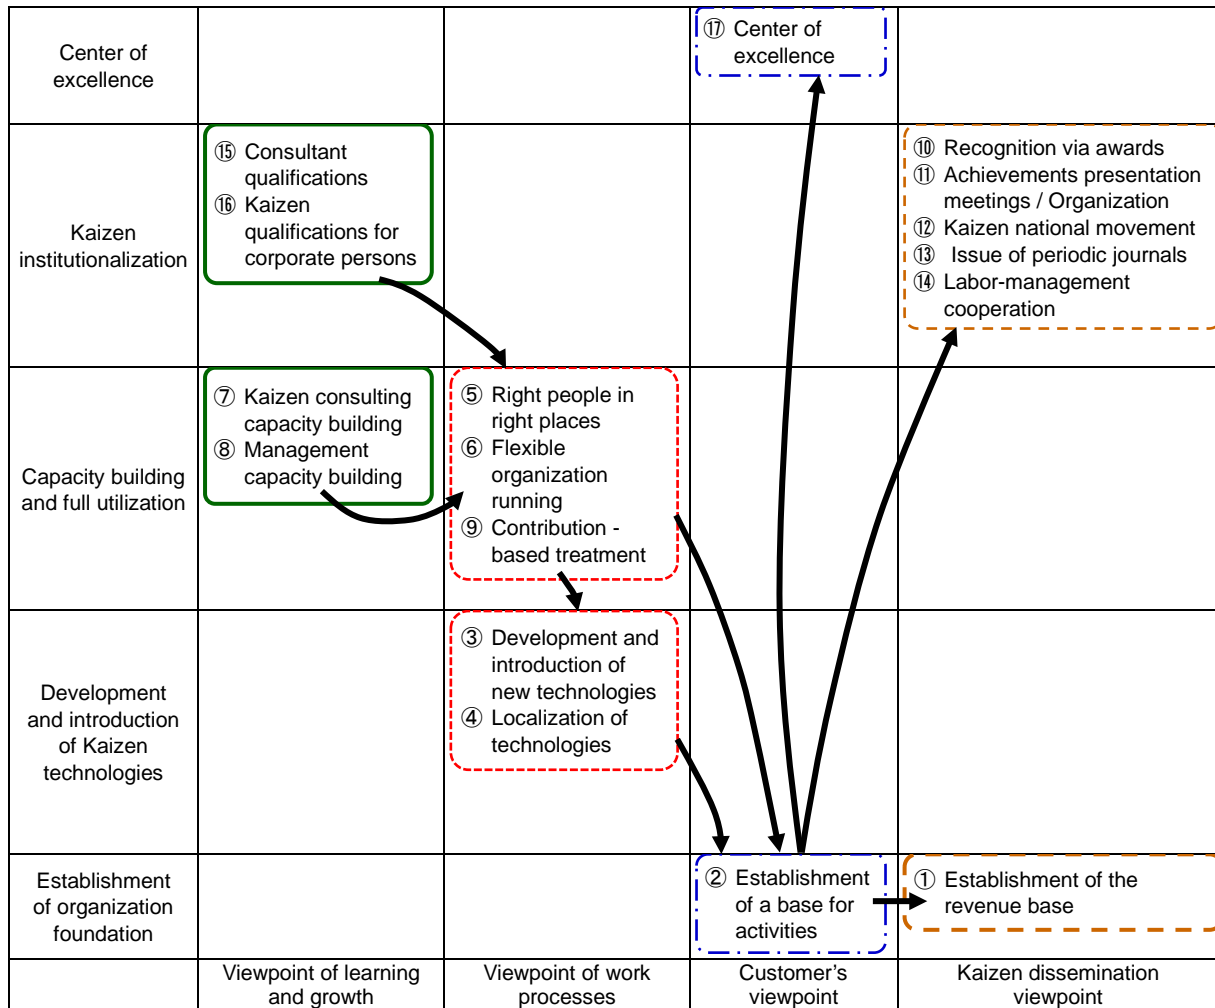 Center of
excellence
⑰ Center of
excellence
Kaizen
institutionalization
⑮ Consultant
qualifications
⑯ Kaizen
qualifications for
corporate persons
⑩ Recognition via awards
⑪ Achievements presentation
meetings / Organization
⑫ Kaizen national movement
⑬ Issue of periodic journals
⑭ Labor-management
cooperation
Capacity building
and full utilization
⑦ Kaizen consulting
capacity building
⑧ Management
capacity building
⑤ Right people in
right places
⑥ Flexible
organization
running
⑨ Contribution -
based treatment
Development
and introduction
of Kaizen
technologies
③ Development and
introduction of
new technologies
④ Localization of
technologies
Establishment
of organization
foundation
② Establishment
of a base for
activities
① Establishment of the
revenue base
Viewpoint of learning
and growth
Viewpoint of work
processes
Customer's
viewpoint
Kaizen dissemination
viewpoint